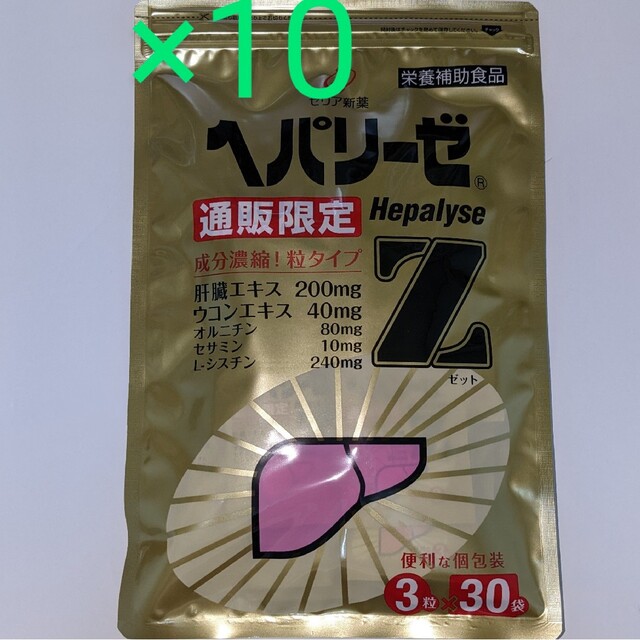 ×10
栄養補助食品
ゼリア新薬
ヘパリーゼ®
通販限定
Hepalyse
Z
ゼット
成分濃縮!粒タイプ
肝臓エキス 200mg
ウコンエキス 40mg
オルニチン 80mg
セサミン 10mg
L-シスチン 240mg
便利な個包装
3粒×30袋